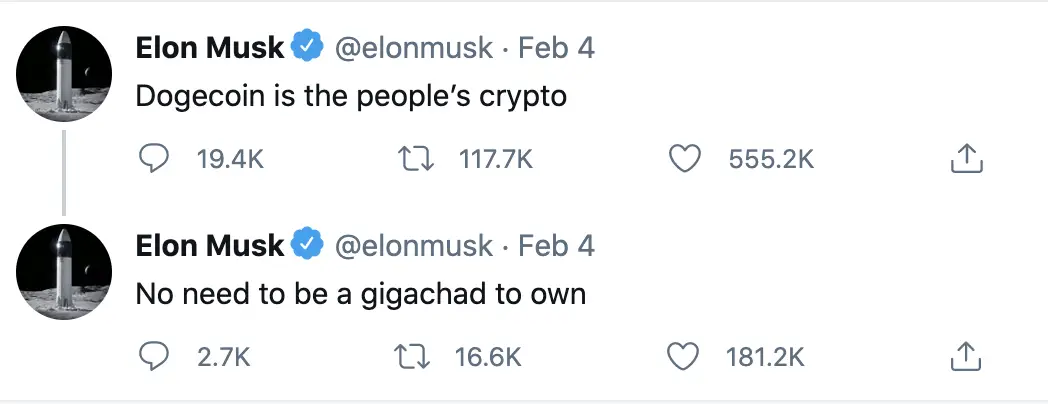 Elon Musk @elonmusk · Feb 4
Dogecoin is the people’s crypto
19.4K 117.7K 555.2K
Elon Musk @elonmusk · Feb 4
No need to be a gigachad to own
2.7K 16.6K 181.2K